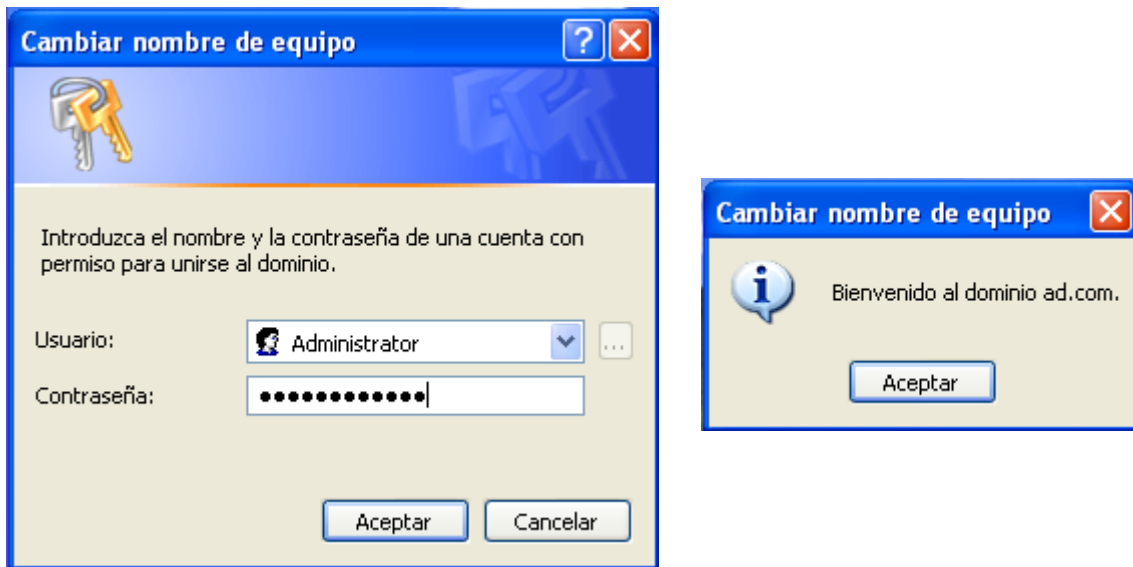 Cambiar nombre de equipo
Introduzca el nombre y la contraseña de una cuenta con
permiso para unirse al dominio.
Usuario:
Administrator
...
Contraseña:
●●●●●●●●●●●●
Aceptar
Cancelar
Cambiar nombre de equipo
Bienvenido al dominio ad.com.
Aceptar